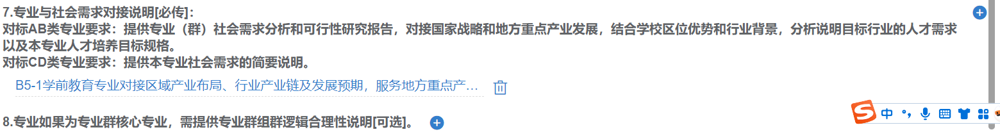 7.专业与社会需求对接说明[必传]：
对标AB类专业要求：提供专业（群）社会需求分析和可行性研究报告，对接国家战略和地方重点产业发展，结合学校区位优势和行业背景，分析说明目标行业的人才需求
以及本专业人才培养目标规格。
对标CD类专业要求：提供本专业社会需求的简要说明。
B5-1学前教育专业对接区域产业布局、行业产业链及发展预期，服务地方重点产…
8.专业如果为专业群核心专业，需提供专业群组群逻辑合理性说明[可选]。
S 中 °,